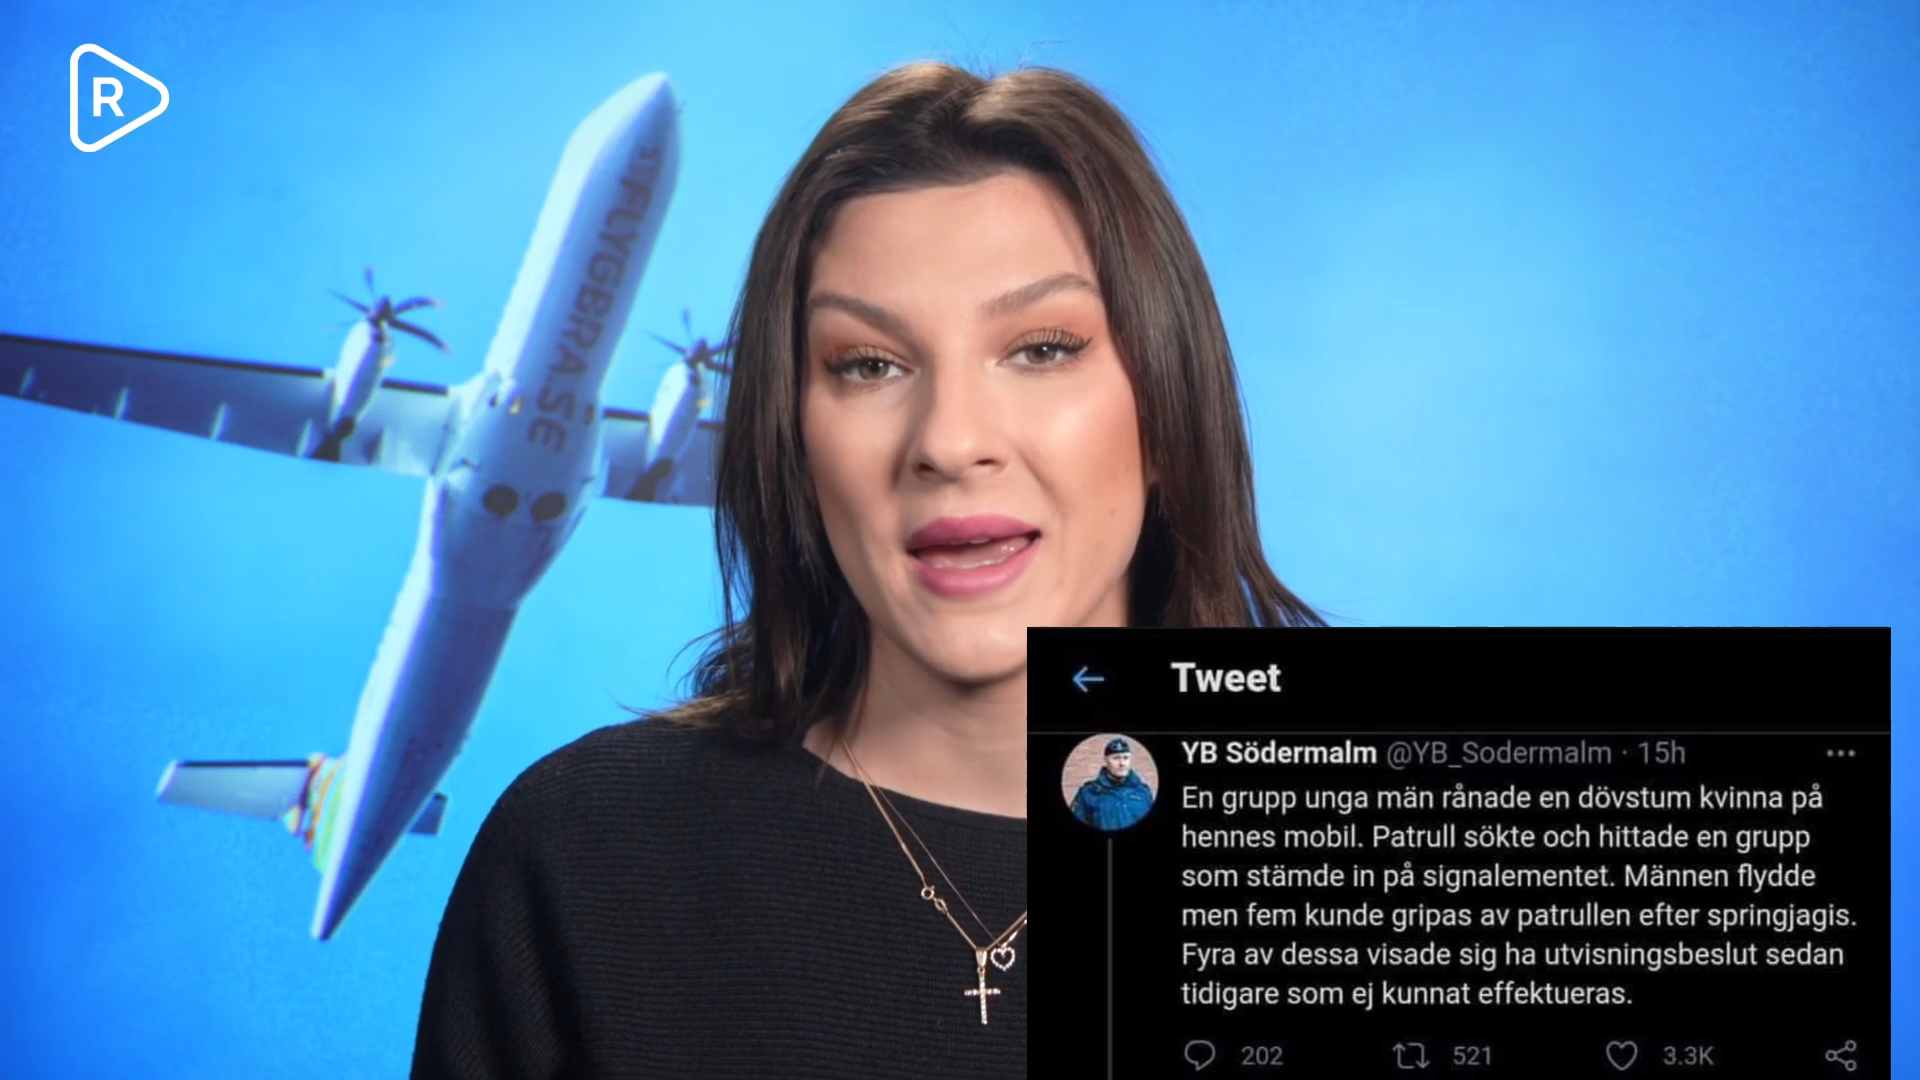 R
FLYGBRA.SE
Tweet
YB Södermalm @YB_Sodermalm · 15h
En grupp unga män rånade en dövstum kvinna på
hennes mobil. Patrull sökte och hittade en grupp
som stämde in på signalementet. Männen flydde
men fem kunde gripas av patrullen efter springjagis.
Fyra av dessa visade sig ha utvisningsbeslut sedan
tidigare som ej kunnat effektueras.
202 521 3.3K